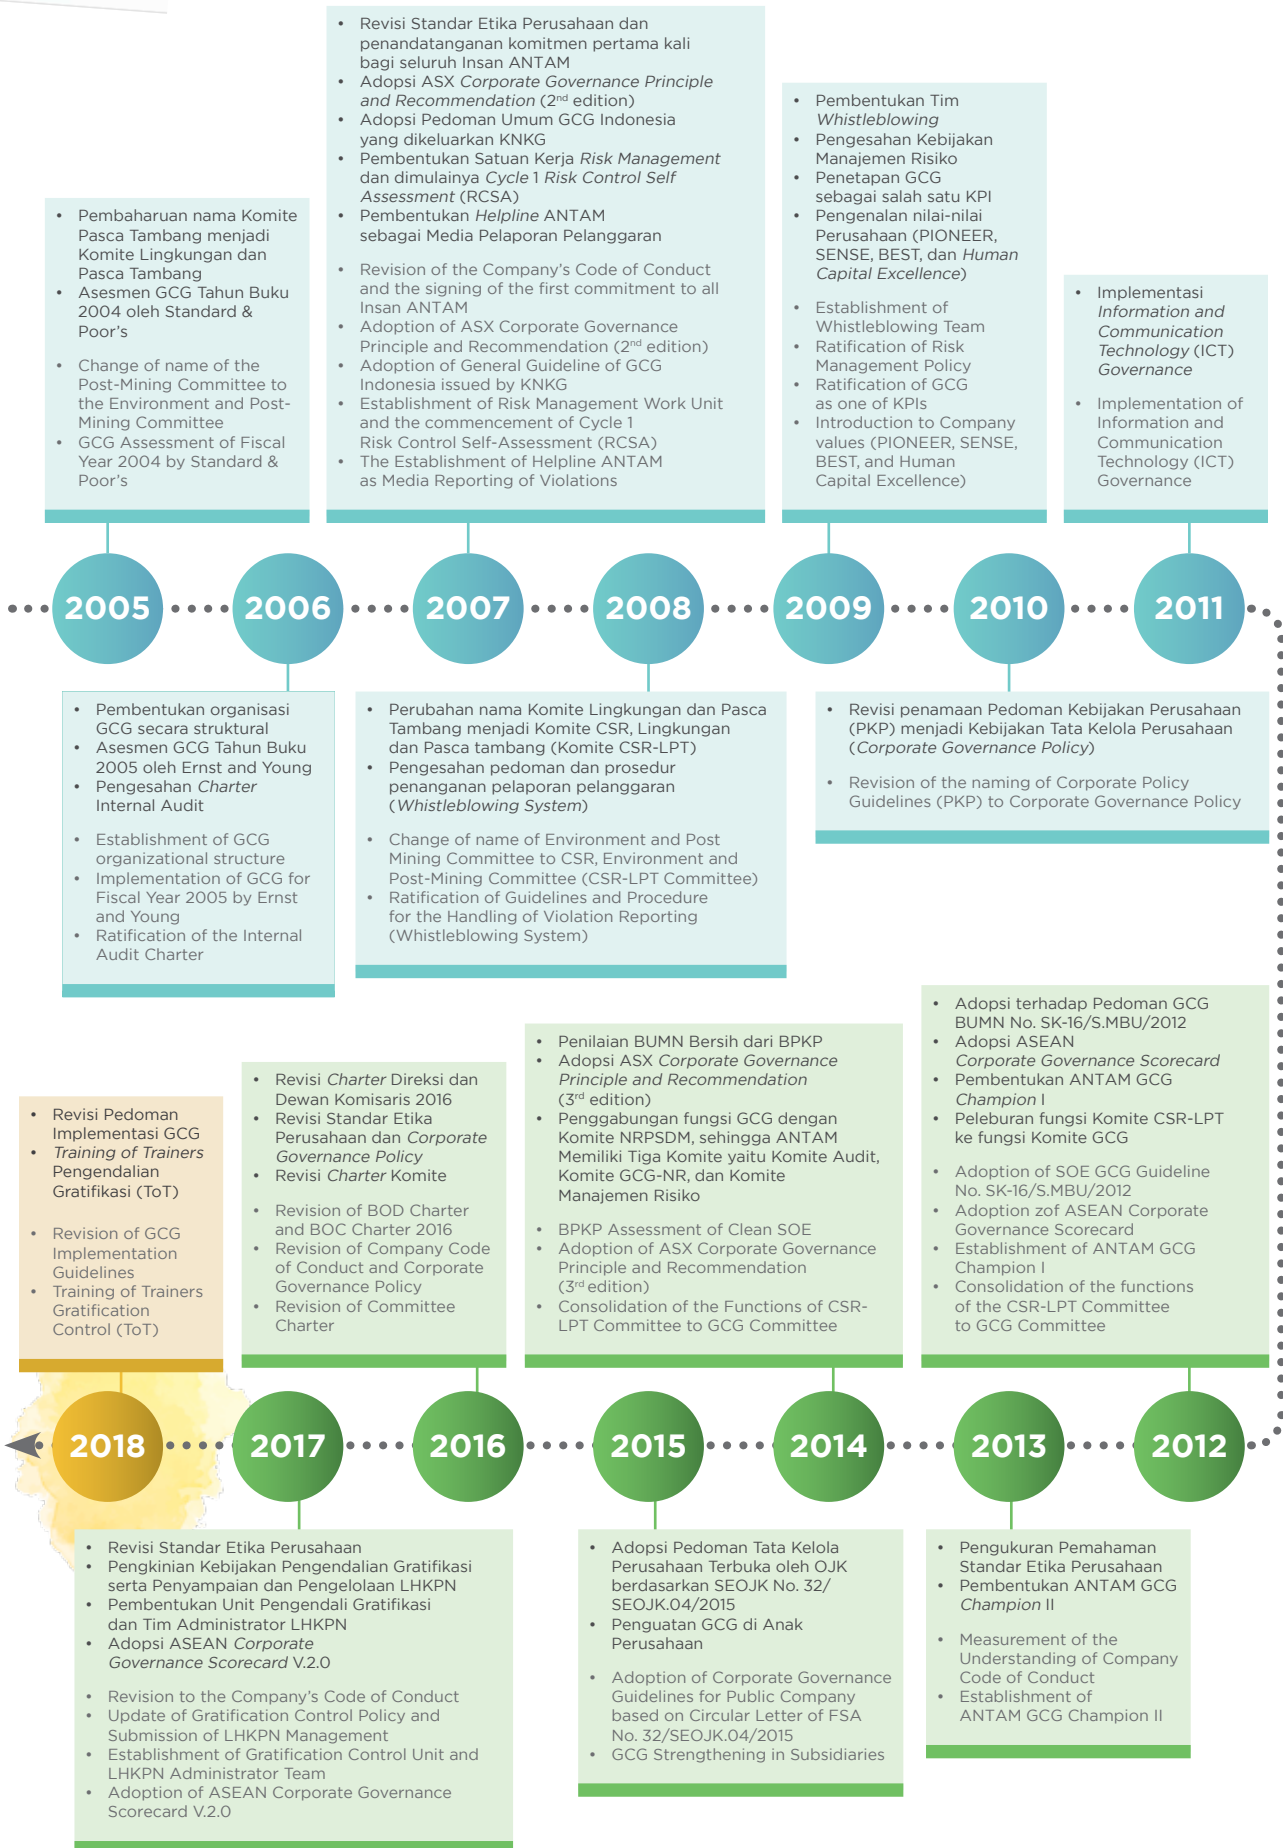 • Revisi Standar Etika Perusahaan dan
penandatanganan komitmen pertama kali
bagi seluruh Insan ANTAM
• Adopsi ASX Corporate Governance Principle
and Recommendation (2nd edition)
• Adopsi Pedoman Umum GCG Indonesia
yang dikeluarkan KNKG
• Pembentukan Satuan Kerja Risk Management
dan dimulainya Cycle 1 Risk Control Self
Assessment (RCSA)
• Pembentukan Helpline ANTAM
sebagai Media Pelaporan Pelanggaran
• Revision of the Company's Code of Conduct
and the signing of the first commitment to all
Insan ANTAM
• Adoption of ASX Corporate Governance
Principle and Recommendation (2nd edition)
• Adoption of General Guideline of GCG
Indonesia issued by KNKG
• Establishment of Risk Management Work Unit
and the commencement of Cycle 1
Risk Control Self-Assessment (RCSA)
• The Establishment of Helpline ANTAM
as Media Reporting of Violations
• Pembentukan Tim
Whistleblowing
• Pengesahan Kebijakan
Manajemen Risiko
• Penetapan GCG
sebagai salah satu KPI
• Pengenalan nilai-nilai
Perusahaan (PIONEER,
SENSE, BEST, dan Human
Capital Excellence)
• Establishment of
Whistleblowing Team
• Ratification of Risk
Management Policy
• Ratification of GCG
as one of KPIs
• Introduction to Company
values (PIONEER, SENSE,
BEST, and Human
Capital Excellence)
• Pembaharuan nama Komite
Pasca Tambang menjadi
Komite Lingkungan dan
Pasca Tambang
• Asesmen GCG Tahun Buku
2004 oleh Standard &
Poor's
• Change of name of the
Post-Mining Committee to
the Environment and Post-
Mining Committee
• GCG Assessment of Fiscal
Year 2004 by Standard &
Poor's
• Implementasi
Information and
Communication
Technology (ICT)
Governance
• Implementation of
Information and
Communication
Technology (ICT)
Governance
2005
2006
2007
2008
2009
2010
2011
• Pembentukan organisasi
GCG secara struktural
• Asesmen GCG Tahun Buku
2005 oleh Ernst and Young
• Pengesahan Charter
Internal Audit
• Establishment of GCG
organizational structure
• Implementation of GCG for
Fiscal Year 2005 by Ernst
and Young
• Ratification of the Internal
Audit Charter
• Perubahan nama Komite Lingkungan dan Pasca
Tambang menjadi Komite CSR, Lingkungan
dan Pasca tambang (Komite CSR-LPT)
• Pengesahan pedoman dan prosedur
penanganan pelaporan pelanggaran
(Whistleblowing System)
• Change of name of Environment and Post
Mining Committee to CSR, Environment and
Post-Mining Committee (CSR-LPT Committee)
• Ratification of Guidelines and Procedure
for the Handling of Violation Reporting
(Whistleblowing System)
• Revisi penamaan Pedoman Kebijakan Perusahaan
(PKP) menjadi Kebijakan Tata Kelola Perusahaan
(Corporate Governance Policy)
• Revision of the naming of Corporate Policy
Guidelines (PKP) to Corporate Governance Policy
• Adopsi terhadap Pedoman GCG
BUMN No. SK-16/S.MBU/2012
• Adopsi ASEAN
Corporate Governance Scorecard
• Pembentukan ANTAM GCG
Champion I
• Peleburan fungsi Komite CSR-LPT
ke fungsi Komite GCG
• Adoption of SOE GCG Guideline
No. SK-16/S.MBU/2012
• Adoption zof ASEAN Corporate
Governance Scorecard
• Establishment of ANTAM GCG
Champion I
• Consolidation of the functions
of the CSR-LPT Committee
to GCG Committee
• Penilaian BUMN Bersih dari BPKP
• Adopsi ASX Corporate Governance
Principle and Recommendation
(3rd edition)
• Penggabungan fungsi GCG dengan
Komite NRPSDM, sehingga ANTAM
Memiliki Tiga Komite yaitu Komite Audit,
Komite GCG-NR, dan Komite
Manajemen Risiko
• BPKP Assessment of Clean SOE
• Adoption of ASX Corporate Governance
Principle and Recommendation
(3rd edition)
• Consolidation of the Functions of CSR-
LPT Committee to GCG Committee
• Revisi Charter Direksi dan
Dewan Komisaris 2016
• Revisi Standar Etika
Perusahaan dan Corporate
Governance Policy
• Revisi Charter Komite
• Revision of BOD Charter
and BOC Charter 2016
• Revision of Company Code
of Conduct and Corporate
Governance Policy
• Revision of Committee
Charter
• Revisi Pedoman
Implementasi GCG
• Training of Trainers
Pengendalian
Gratifikasi (ToT)
• Revision of GCG
Implementation
Guidelines
• Training of Trainers
Gratification
Control (ToT)
2018
2017
2016
2015
2014
2013
2012
• Revisi Standar Etika Perusahaan
• Pengkinian Kebijakan Pengendalian Gratifikasi
serta Penyampaian dan Pengelolaan LHKPN
• Pembentukan Unit Pengendali Gratifikasi
dan Tim Administrator LHKPN
• Adopsi ASEAN Corporate
Governance Scorecard V.2.0
• Revision to the Company's Code of Conduct
• Update of Gratification Control Policy and
Submission of LHKPN Management
• Establishment of Gratification Control Unit and
LHKPN Administrator Team
• Adoption of ASEAN Corporate Governance
Scorecard V.2.0
• Adopsi Pedoman Tata Kelola
Perusahaan Terbuka oleh OJK
berdasarkan SEOJK No. 32/
SEOJK.04/2015
• Penguatan GCG di Anak
Perusahaan
• Adoption of Corporate Governance
Guidelines for Public Company
based on Circular Letter of FSA
No. 32/SEOJK.04/2015
• GCG Strengthening in Subsidiaries
• Pengukuran Pemahaman
Standar Etika Perusahaan
• Pembentukan ANTAM GCG
Champion II
• Measurement of the
Understanding of Company
Code of Conduct
• Establishment of
ANTAM GCG Champion II